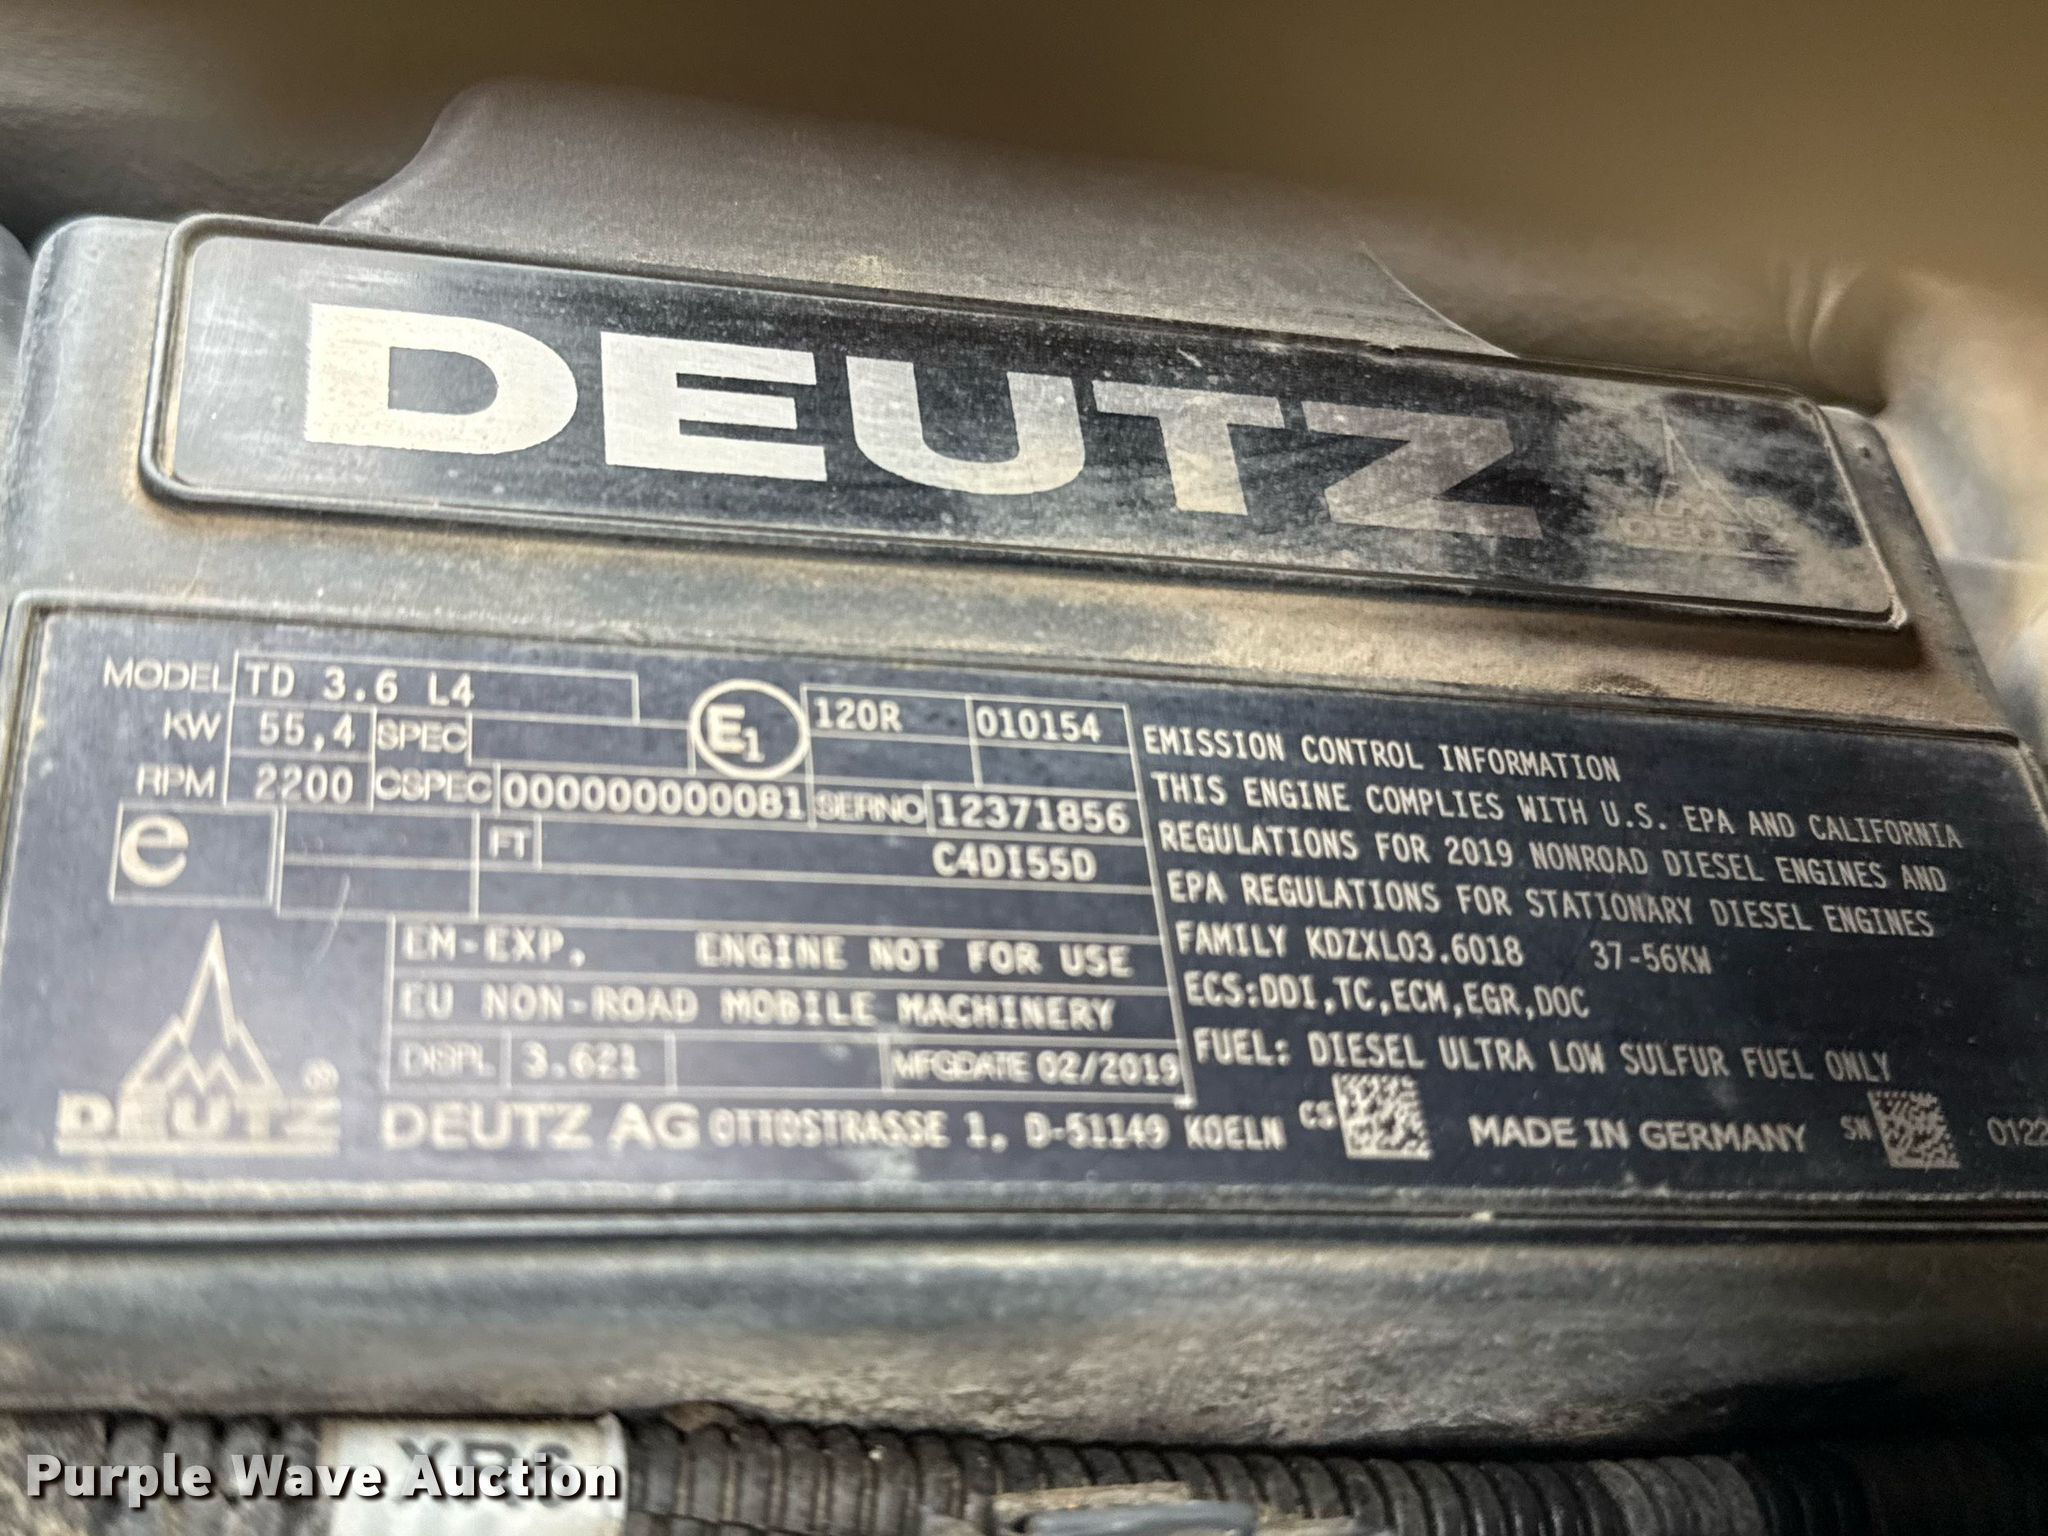 DEUTZ
MODEL TD 3.6 L4
KW 55,4 SPEC
RPM 2200 CSPEC 000000000081 SERNO 12371856
E1 120R 010154
e FT C4D155D
EM-EXP. ENGINE NOT FOR USE
EU NON-ROAD MOBILE MACHINERY
DISPL 3.621 MFGDATE 02/2019
DEUTZ ®
DEUTZ AG OTTOSTRASSE 1, D-51149 KOELN
EMISSION CONTROL INFORMATION
THIS ENGINE COMPLIES WITH U.S. EPA AND CALIFORNIA
REGULATIONS FOR 2019 NONROAD DIESEL ENGINES AND
EPA REGULATIONS FOR STATIONARY DIESEL ENGINES
FAMILY KDZXL03.6018 37-56KW
ECS:DDI,TC,ECM,EGR,DOC
FUEL: DIESEL ULTRA LOW SULFUR FUEL ONLY
CS MADE IN GERMANY SN 0122
Purple Wave Auction